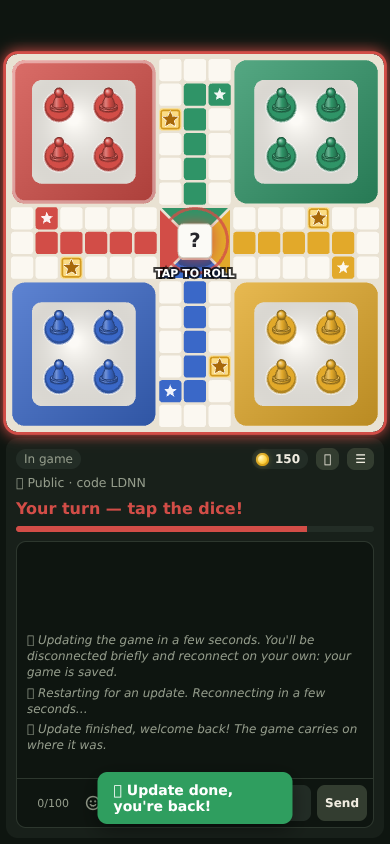 ?
TAP TO ROLL
In game
150
Public · code LDNN
Your turn — tap the dice!
Updating the game in a few seconds. You'll be
disconnected briefly and reconnect on your own: your
game is saved.
Restarting for an update. Reconnecting in a few
seconds…
Update finished, welcome back! The game carries on
where it was.
Update done,
you're back!
0/100
Send